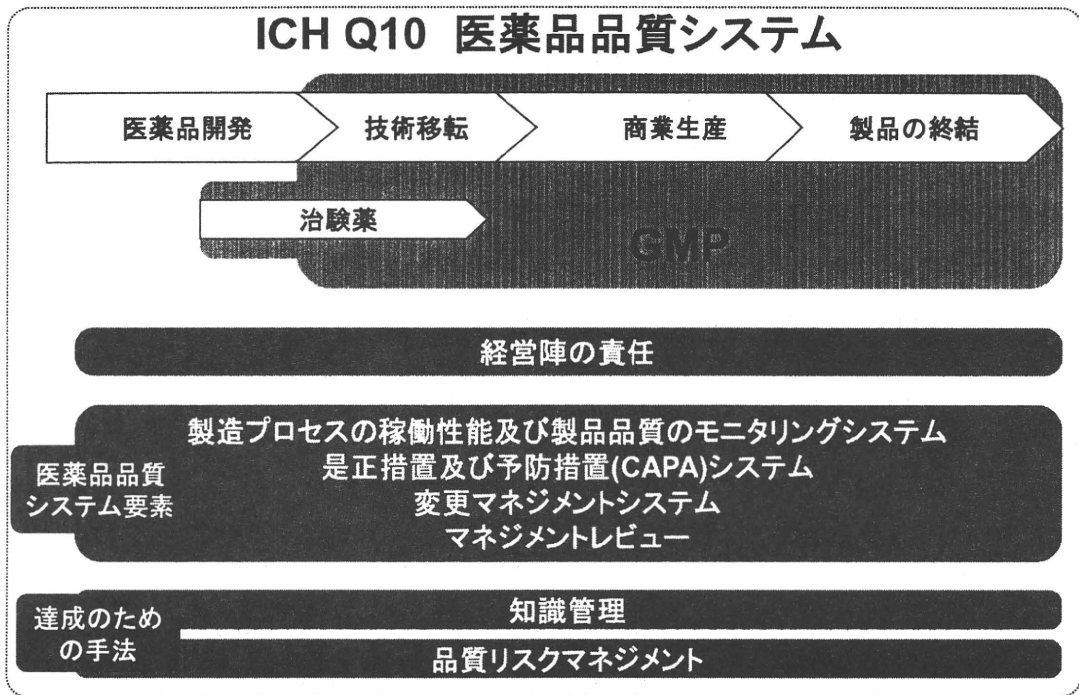 ICH Q10 医薬品品質システム
医薬品開発
技術移転
商業生産
製品の終結
治験薬
GMP
経営陣の責任
医薬品品質
システム要素
製造プロセスの稼働性能及び製品品質のモニタリングシステム
是正措置及び予防措置(CAPA)システム
変更マネジメントシステム
マネジメントレビュー
達成のため
の手法
知識管理
品質リスクマネジメント